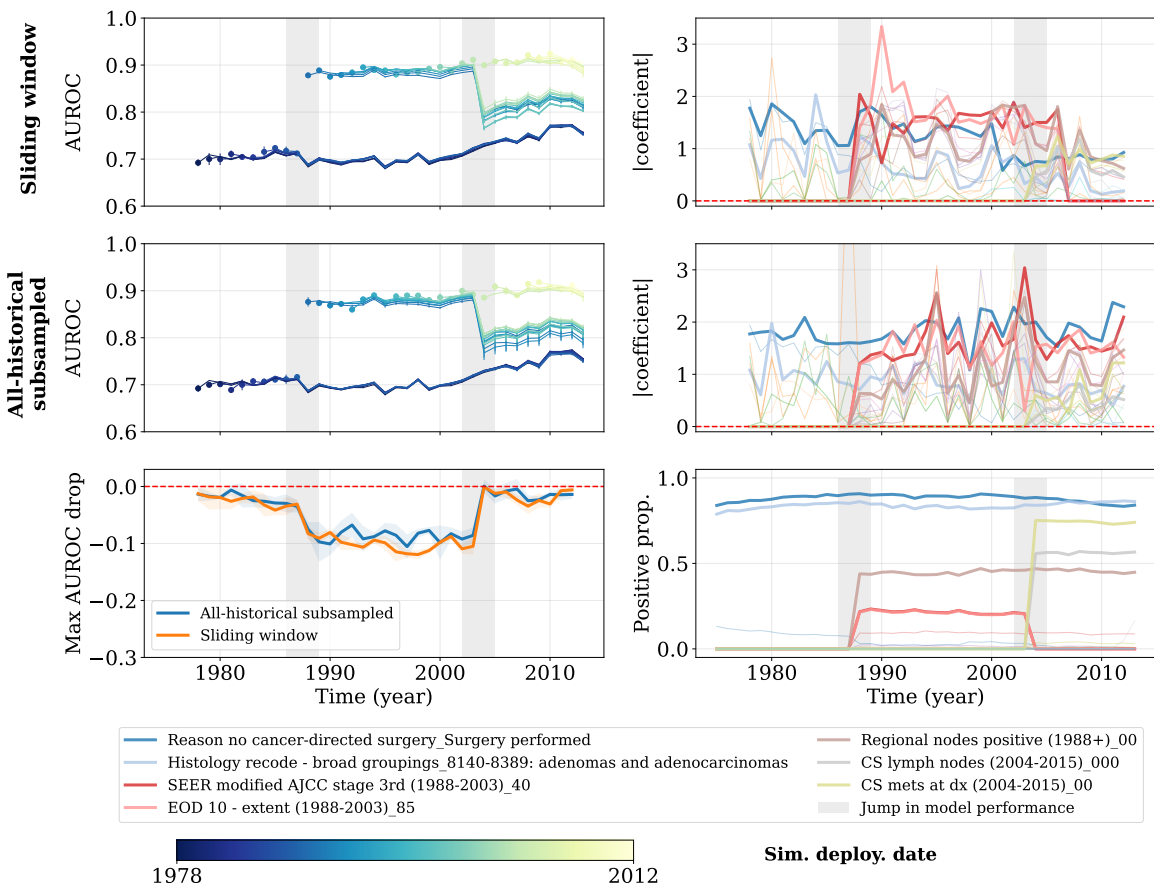 Sliding window
AUROC
1.0
0.9
0.8
0.7
0.6
|coefficient|
3
2
1
0
All-historical
subsampled
AUROC
1.0
0.9
0.8
0.7
0.6
|coefficient|
3
2
1
0
Max AUROC drop
0.0
−0.1
−0.2
−0.3
All-historical subsampled
Sliding window
1980 1990 2000 2010
Time (year)
Positive prop.
1.0
0.5
0.0
1980 1990 2000 2010
Time (year)
Reason no cancer-directed surgery_Surgery performed
Histology recode - broad groupings_8140-8389: adenomas and adenocarcinomas
SEER modified AJCC stage 3rd (1988-2003)_40
EOD 10 - extent (1988-2003)_85
Regional nodes positive (1988+)_00
CS lymph nodes (2004-2015)_000
CS mets at dx (2004-2015)_00
Jump in model performance
1978 2012
Sim. deploy. date